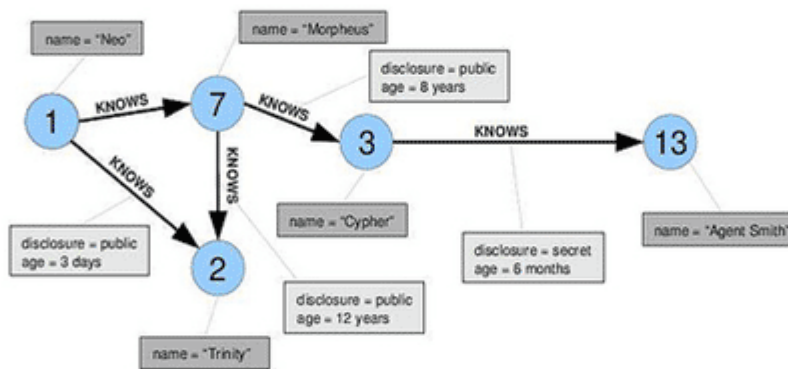 name = “Neo”
name = “Morpheus”
disclosure = public
age = 8 years
1
KNOWS
7
KNOWS
3
KNOWS
13
KNOWS
KNOWS
disclosure = public
age = 3 days
2
name = “Cypher”
name = “Agent Smith”
disclosure = secret
age = 6 months
disclosure = public
age = 12 years
name = “Trinity”